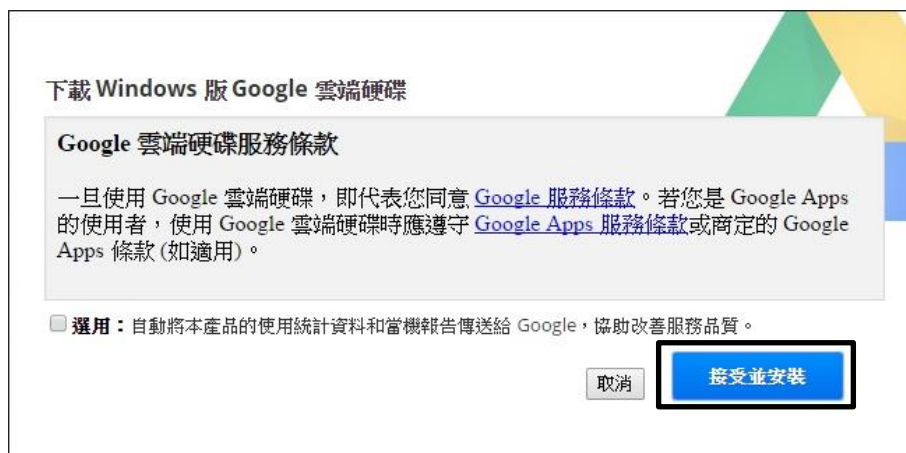 下載 Windows 版 Google 雲端硬碟
Google 雲端硬碟服務條款
一旦使用 Google 雲端硬碟，即代表您同意 Google 服務條款。若您是 Google Apps
的使用者，使用 Google 雲端硬碟時應遵守 Google Apps 服務條款或商定的 Google
Apps 條款 (如適用)。
選用：自動將本產品的使用統計資料和當機報告傳送給 Google，協助改善服務品質。
取消 接受並安裝